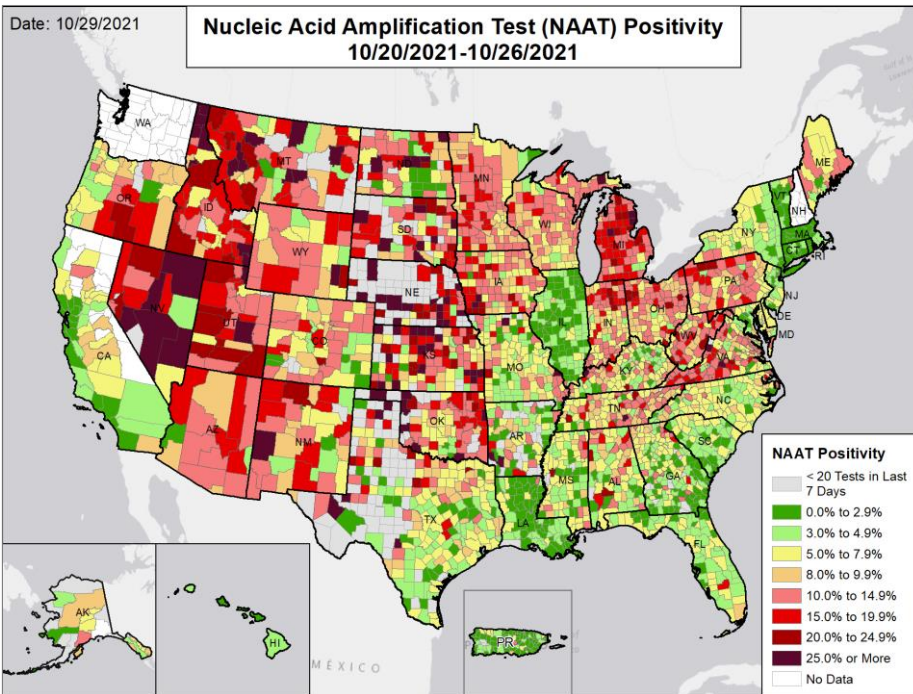 Date: 10/29/2021
Nucleic Acid Amplification Test (NAAT) Positivity
10/20/2021-10/26/2021
WA
MT
ND
MN
ME
OR
ID
SD
WI
MI
VT
NH
NY
MA
CT
RI
WY
NE
IA
PA
NJ
NV
UT
CO
KS
MO
IL
IN
OH
WV
DE
MD
VA
CA
KY
AZ
NM
OK
AR
TN
NC
SC
TX
LA
MS
AL
GA
FL
AK
HI
PR
MÉXICO
NAAT Positivity
< 20 Tests in Last
7 Days
0.0% to 2.9%
3.0% to 4.9%
5.0% to 7.9%
8.0% to 9.9%
10.0% to 14.9%
15.0% to 19.9%
20.0% to 24.9%
25.0% or More
No Data